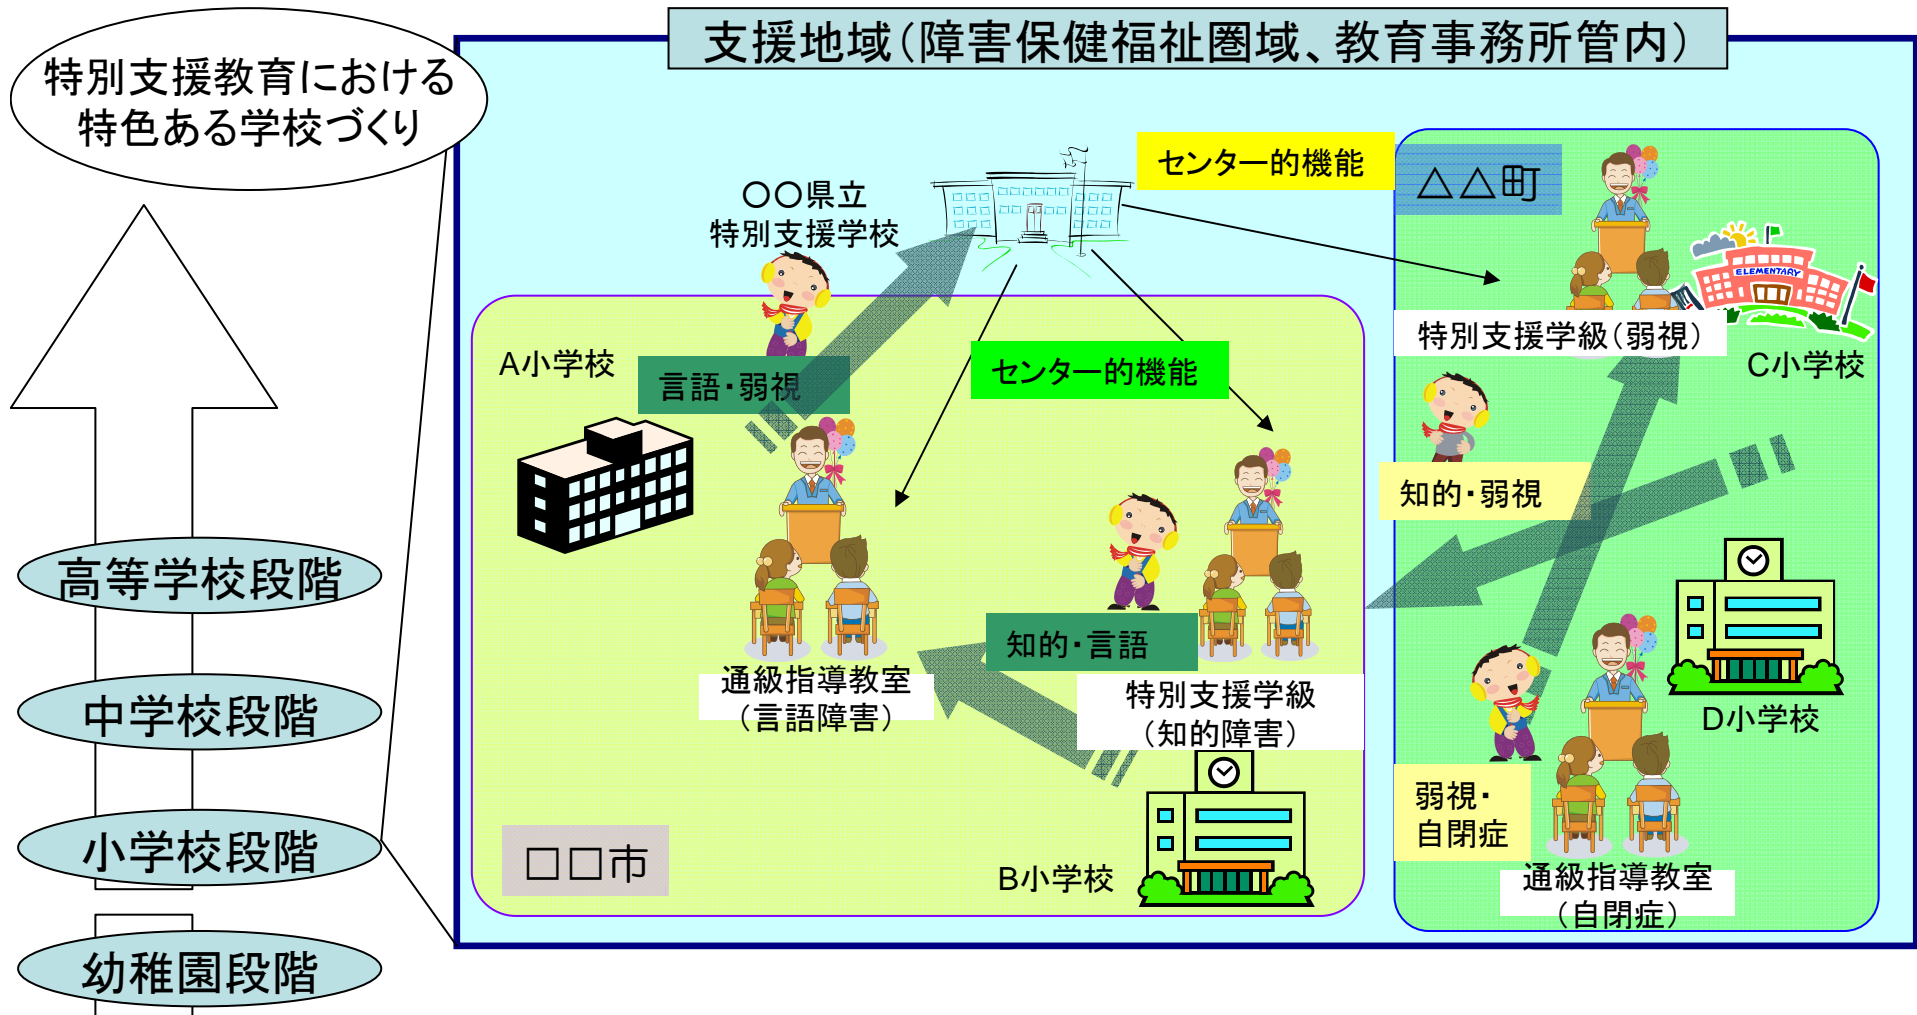 支援地域（障害保健福祉圏域、教育事務所管内）
特別支援教育における
特色ある学校づくり
高等学校段階
中学校段階
小学校段階
幼稚園段階
〇〇県立
特別支援学校
センター的機能
△△町
ELEMENTARY
特別支援学級（弱視）
C小学校
A小学校
言語・弱視
センター的機能
知的・弱視
知的・言語
通級指導教室
（言語障害）
特別支援学級
（知的障害）
D小学校
弱視・
自閉症
□□市
B小学校
通級指導教室
（自閉症）